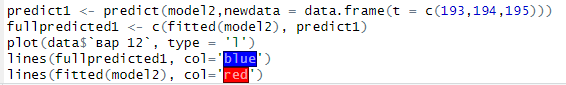 predict1 <- predict(model2,newdata = data.frame(t = c(193,194,195)))
fullpredicted1 <- c(fitted(model2), predict1)
plot(data$`вар 12`, type = 'l')
lines(fullpredicted1, col='blue')
lines(fitted(model2), col='red')